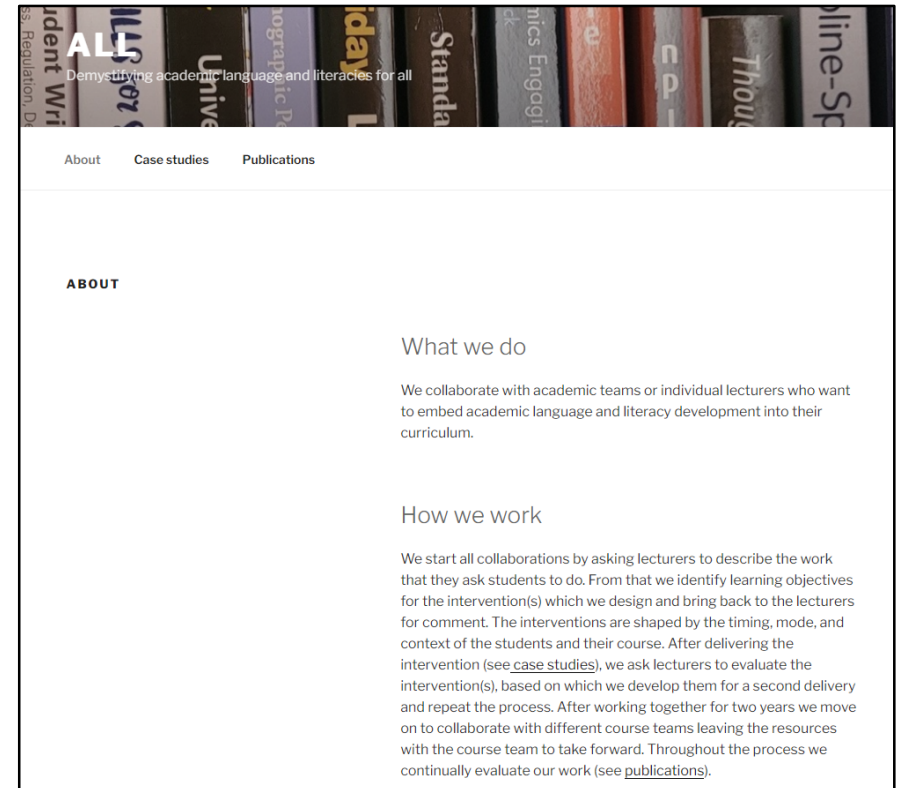 ALL
Demystifying academic language and literacies for all
Unive
iday
Standa
mics Engagi
Thoug
About Case studies Publications
ABOUT
What we do
We collaborate with academic teams or individual lecturers who want
to embed academic language and literacy development into their
curriculum.
How we work
We start all collaborations by asking lecturers to describe the work
that they ask students to do. From that we identify learning objectives
for the intervention(s) which we design and bring back to the lecturers
for comment. The interventions are shaped by the timing, mode, and
context of the students and their course. After delivering the
intervention (see case studies), we ask lecturers to evaluate the
intervention(s), based on which we develop them for a second delivery
and repeat the process. After working together for two years we move
on to collaborate with different course teams leaving the resources
with the course team to take forward. Throughout the process we
continually evaluate our work (see publications).